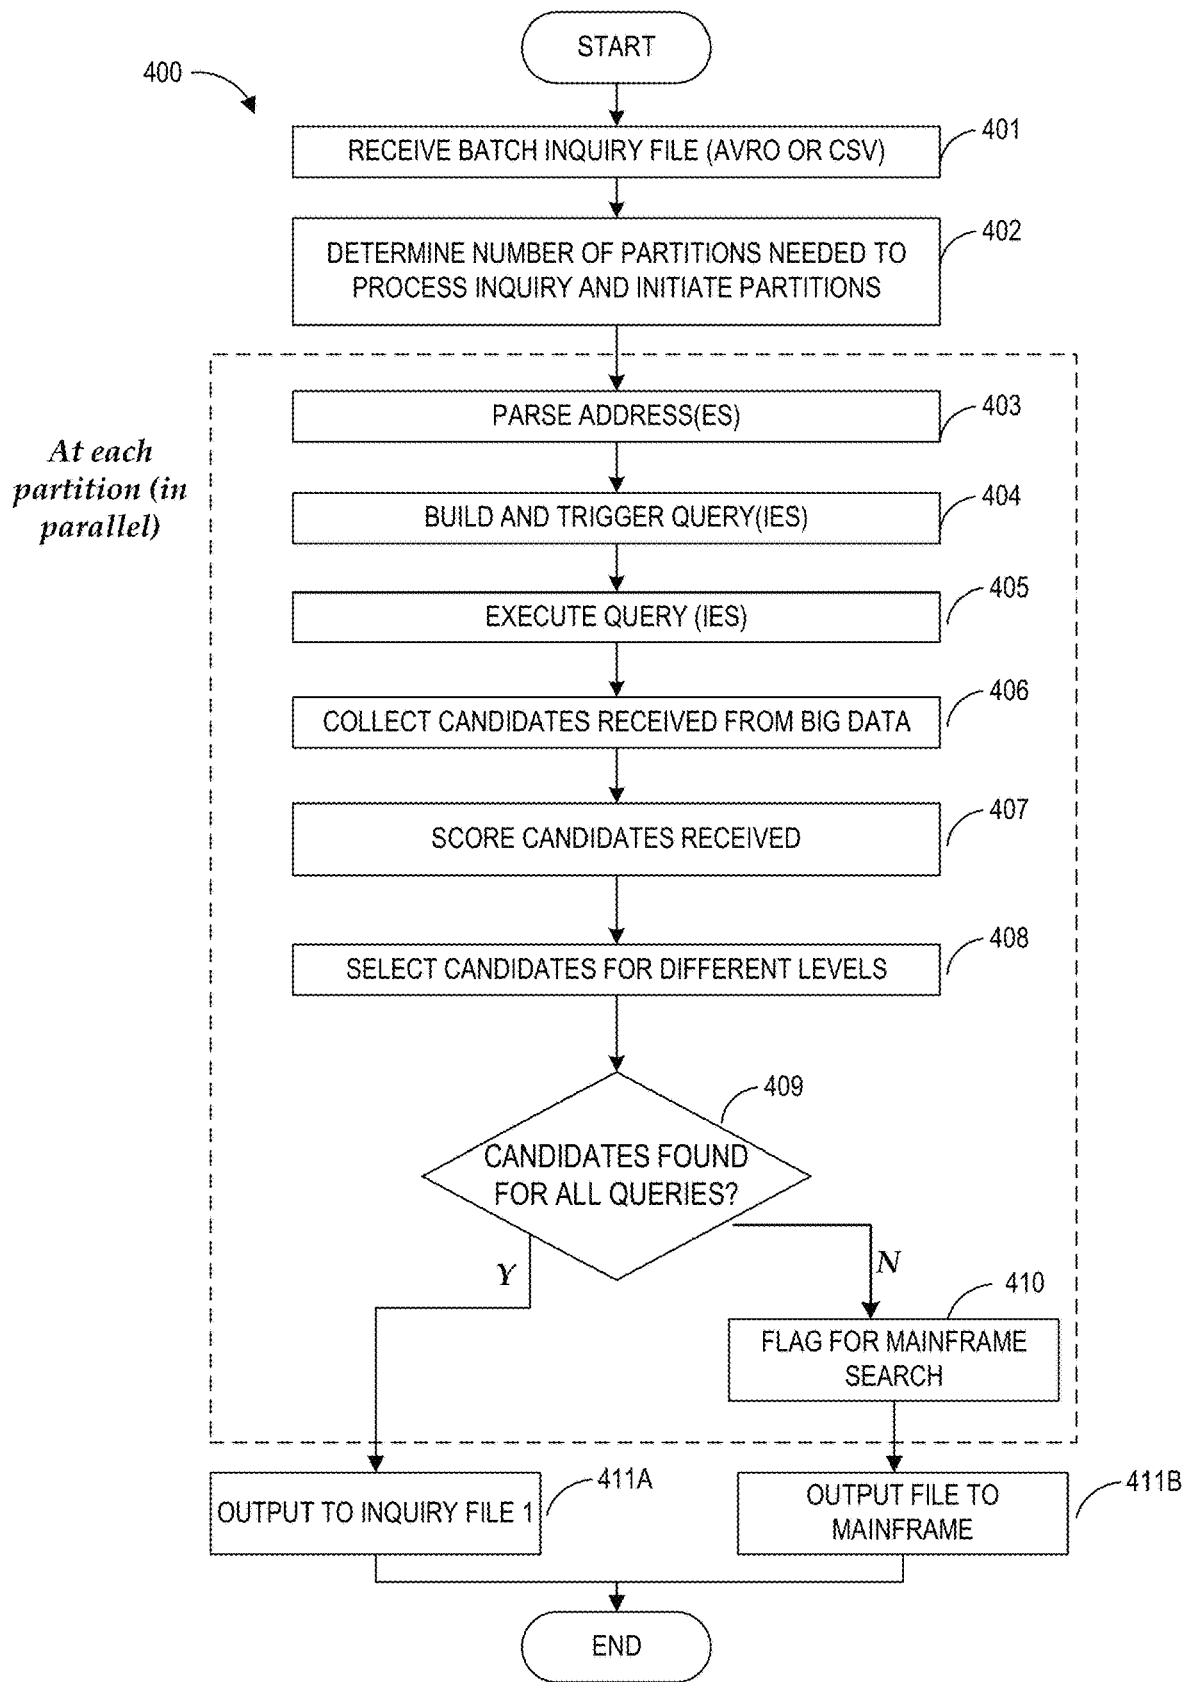 START
400
RECEIVE BATCH INQUIRY FILE (AVRO OR CSV)
401
DETERMINE NUMBER OF PARTITIONS NEEDED TO
PROCESS INQUIRY AND INITIATE PARTITIONS
402
At each
partition (in
parallel)
PARSE ADDRESS(ES)
403
BUILD AND TRIGGER QUERY(IES)
404
EXECUTE QUERY (IES)
405
COLLECT CANDIDATES RECEIVED FROM BIG DATA
406
SCORE CANDIDATES RECEIVED
407
SELECT CANDIDATES FOR DIFFERENT LEVELS
408
CANDIDATES FOUND
FOR ALL QUERIES?
409
Y
N
FLAG FOR MAINFRAME
SEARCH
410
OUTPUT TO INQUIRY FILE 1
411A
OUTPUT FILE TO
MAINFRAME
411B
END